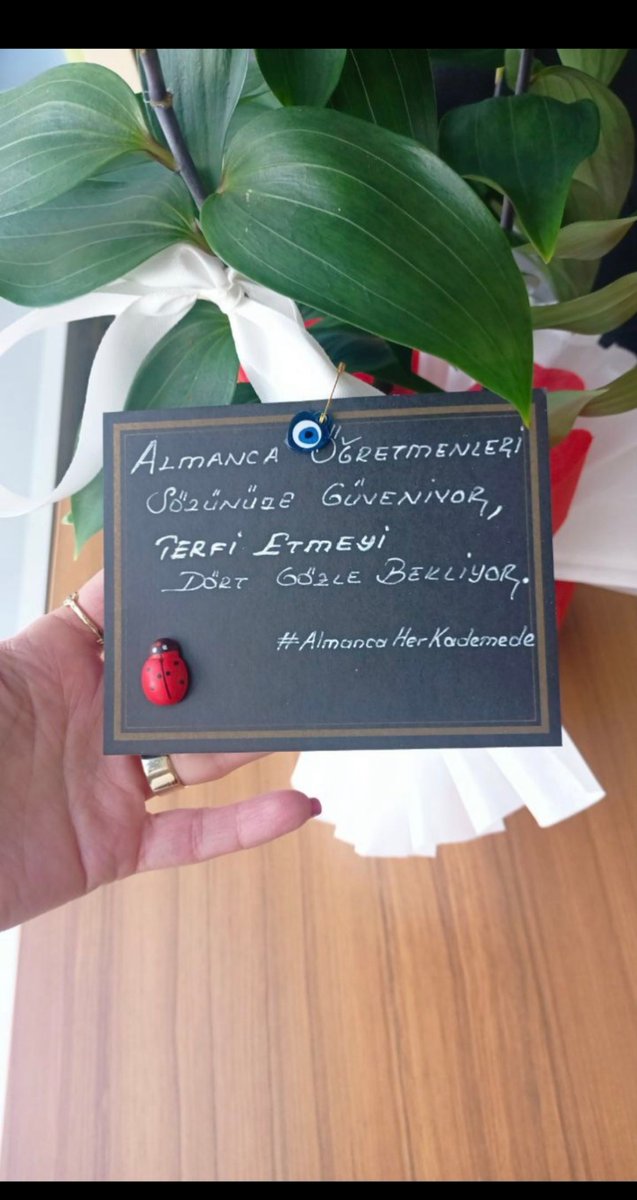 ALMANCA ÖĞRETMENLERİ
SÖZÜNÜZE GÜVENİYOR,
TERFİ ETMEYİ
DÖRT GÖZLE BEKLİYOR.
#AlmancaHerKademede